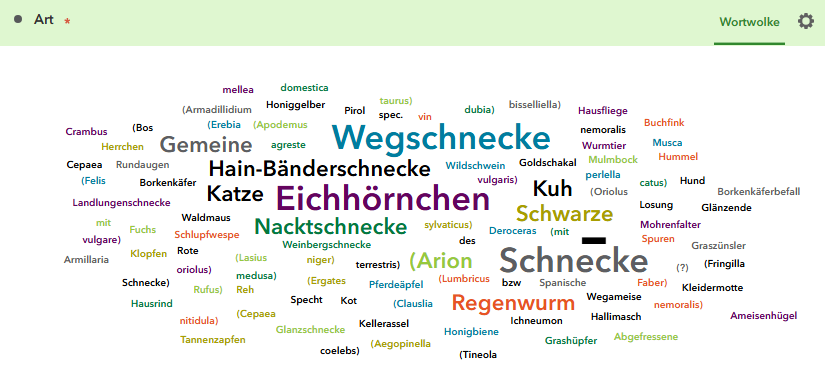 Art *
Wortwolke
mellea domestica
(Armadillidium Honiggelber Pirol taurus) spec. vin dubia) bisselliella) Hausfliege
Crambus (Bos (Erebia (Apodemus Wegschnecke nemoralis Buchfink
Herrchen Gemeine agreste Wurmtier Musca
Cepaea Rundaugen Hain-Bänderschnecke Wildschwein Goldschakal Mulmbock Hummel
(Felis Borkenkäfer Katze Eichhörnchen vulgaris) Kuh perlella (Oriolus catus) Hund Borkenkäferbefall
Landlungenschnecke Schwarze Losung Glänzende
mit Fuchs Waldmaus Nacktschnecke sylvaticus) Deroceras (mit Mohrenfalter
vulgare) Klopfen Schlupfwespe Weinbergschnecke des Spuren Graszünsler
Armillaria Rote (Lasius niger) terrestris) (Arion Schnecke (?) (Fringilla
oriolus) medusa) (Ergates (Lumbricus
Schnecke) Rufus) Reh Pferdeäpfel bzw Spanische Faber) Kleidermotte
Hausrind Specht Kot (Clauslia Regenwurm Wegameise nemoralis)
nitidula) (Cepaea Kellerassel Ichneumon Hallimasch Ameisenhügel
Tannenzapfen Glanzschnecke (Aegopinella Honigbiene Grashüpfer Abgefressene
coelebs) (Tineola